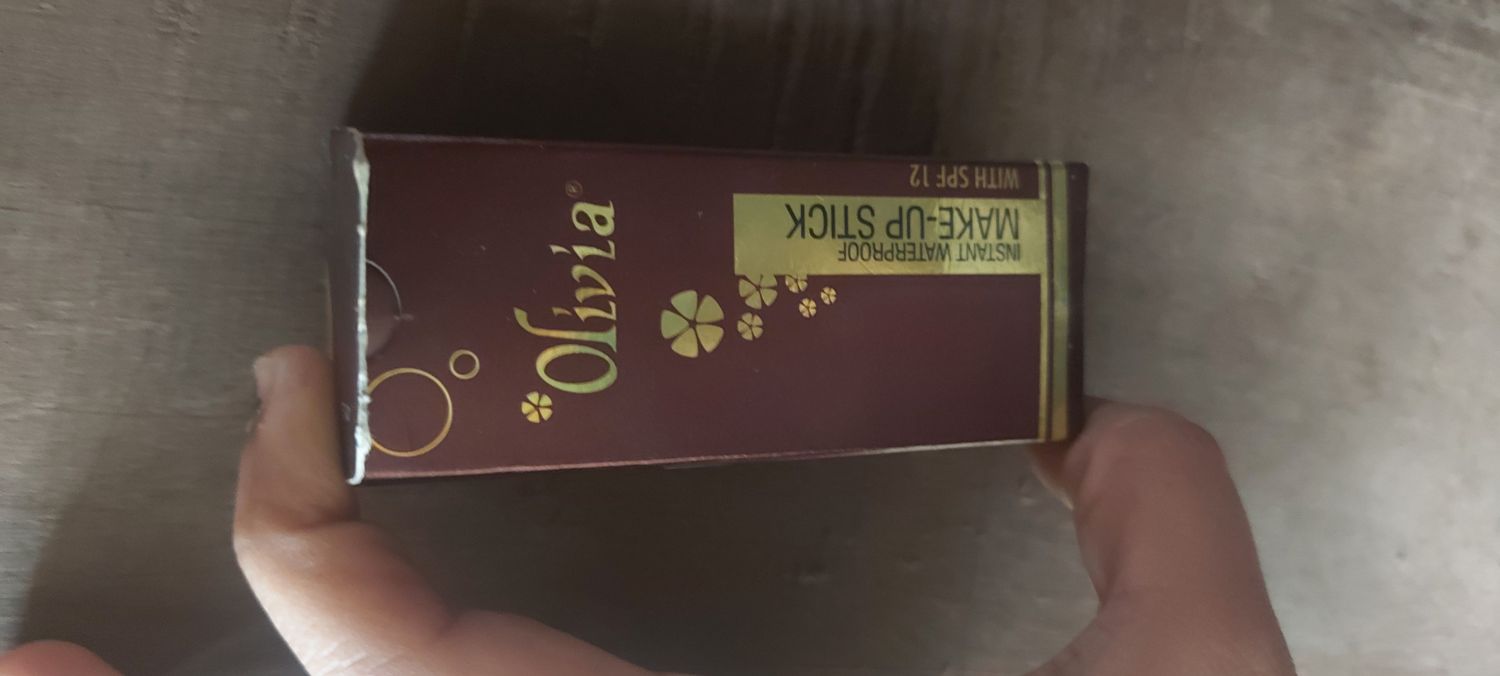 Olivia®
INSTANT WATERPROOF
MAKE-UP STICK
WITH SPF 12